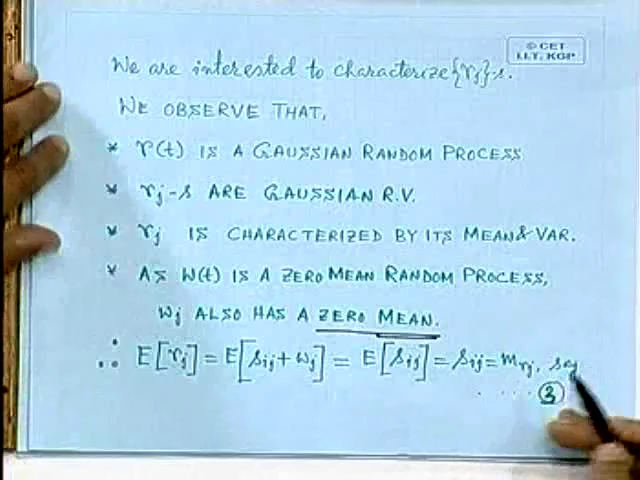 © CET
I.I.T. KGP
We are interested to characterize {rj}-s.
WE OBSERVE THAT,
* r(t) IS A GAUSSIAN RANDOM PROCESS
* rj-s ARE GAUSSIAN R.V.
* rj IS CHARACTERIZED BY ITS MEAN & VAR.
* AS W(t) IS A ZERO MEAN RANDOM PROCESS,
Wj ALSO HAS A ZERO MEAN.
∴ E[rj] = E[sij + wj] = E[sij] = sij = mrj, say
. . . . . ③